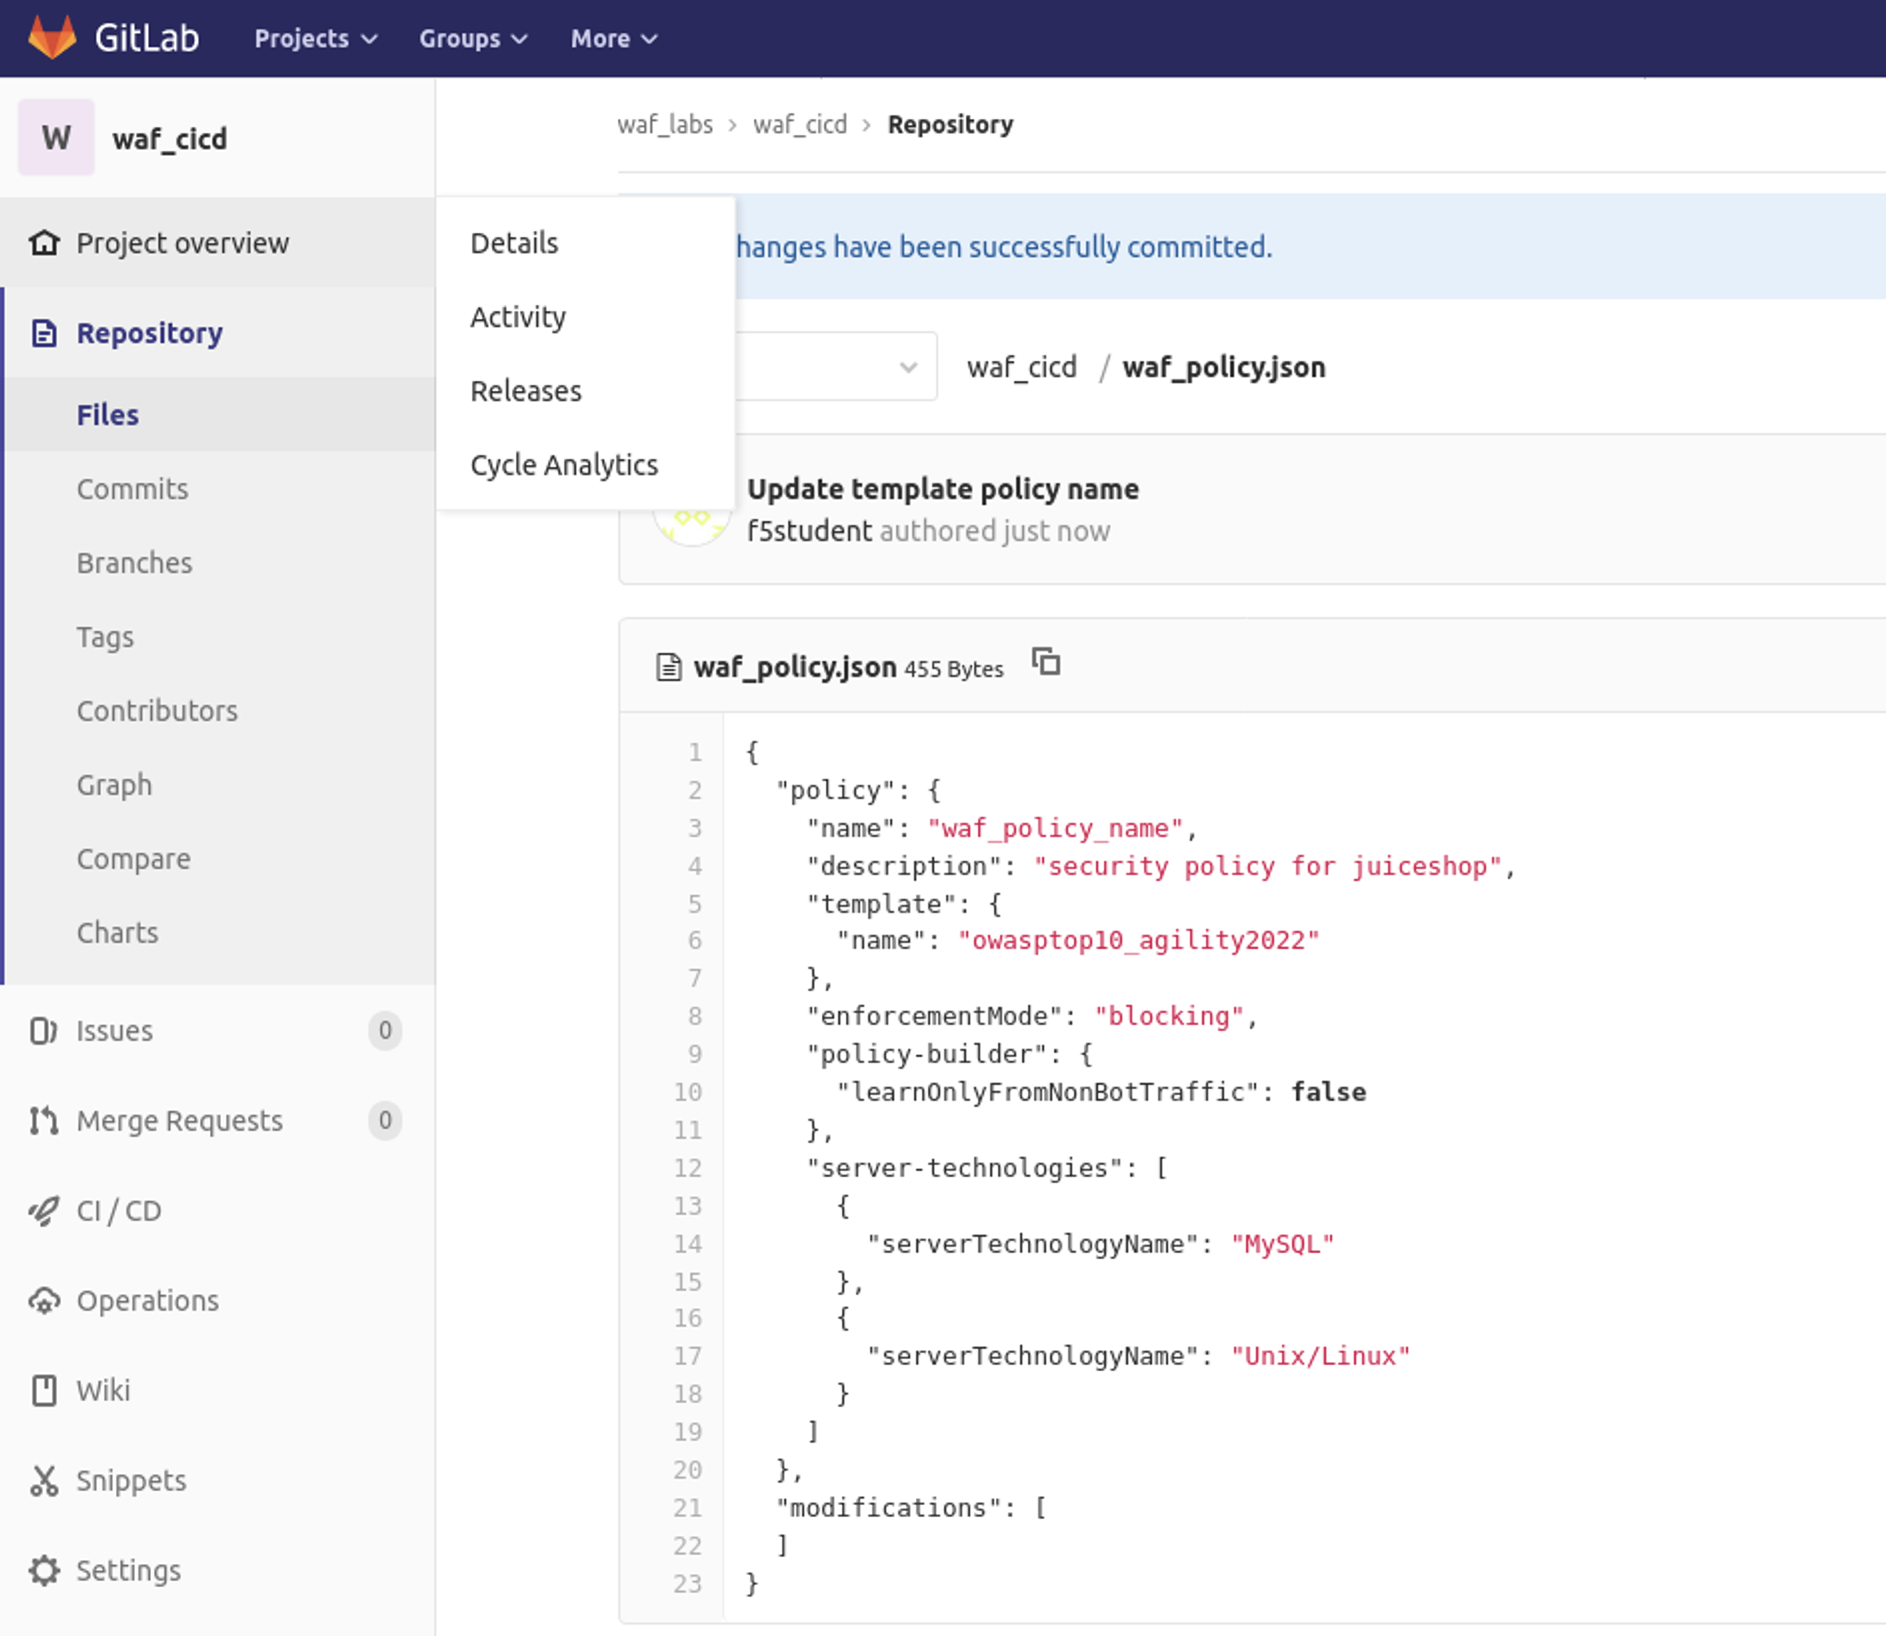 GitLab Projects Groups More
W waf_cicd
Project overview
Repository
Files
Commits
Branches
Tags
Contributors
Graph
Compare
Charts
Issues 0
Merge Requests 0
CI / CD
Operations
Wiki
Snippets
Settings
Details
Activity
Releases
Cycle Analytics
waf_labs > waf_cicd > Repository
hanges have been successfully committed.
waf_cicd / waf_policy.json
Update template policy name
f5student authored just now
waf_policy.json 455 Bytes
1 {
2 "policy": {
3 "name": "waf_policy_name",
4 "description": "security policy for juiceshop",
5 "template": {
6 "name": "owasptop10_agility2022"
7 },
8 "enforcementMode": "blocking",
9 "policy-builder": {
10 "learnOnlyFromNonBotTraffic": false
11 },
12 "server-technologies": [
13 {
14 "serverTechnologyName": "MySQL"
15 },
16 {
17 "serverTechnologyName": "Unix/Linux"
18 }
19 ]
20 },
21 "modifications": [
22 ]
23 }